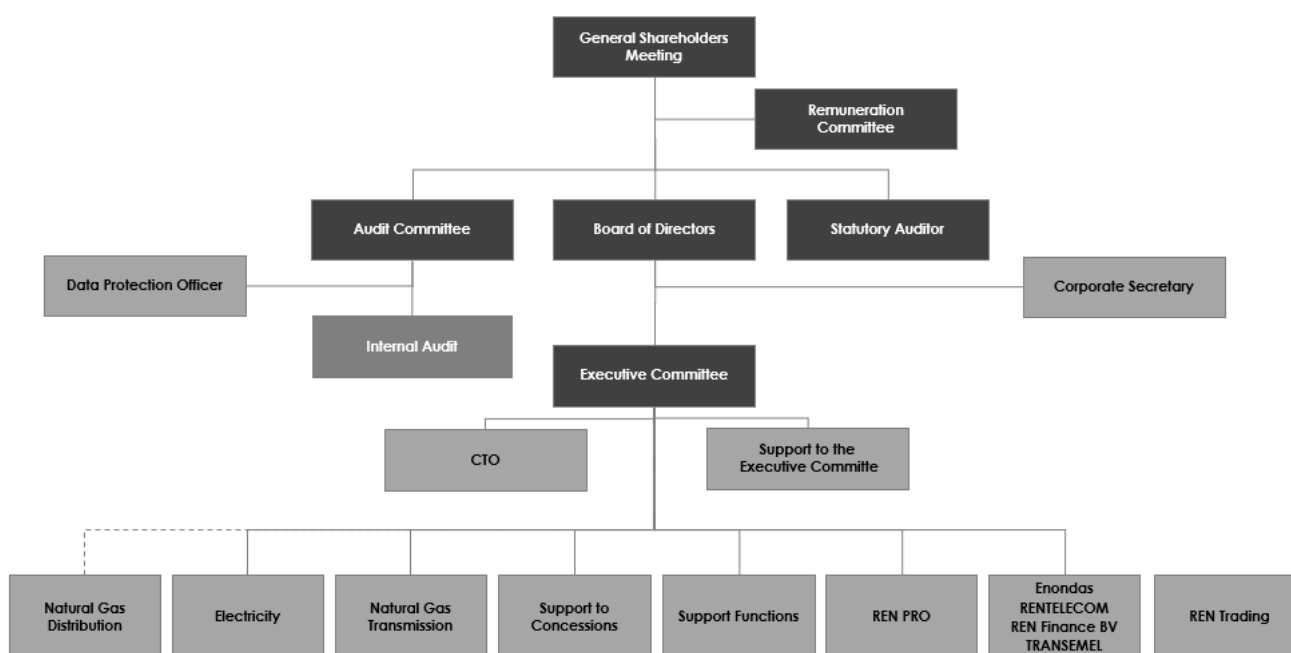 General Shareholders
Meeting
Remuneration
Committee
Audit Committee
Board of Directors
Statutory Auditor
Data Protection Officer
Corporate Secretary
Internal Audit
Executive Committee
CTO
Support to the
Executive Committe
Natural Gas
Distribution
Electricity
Natural Gas
Transmission
Support to
Concessions
Support Functions
REN PRO
Enondas
RENTELECOM
REN Finance BV
TRANSEMEL
REN Trading